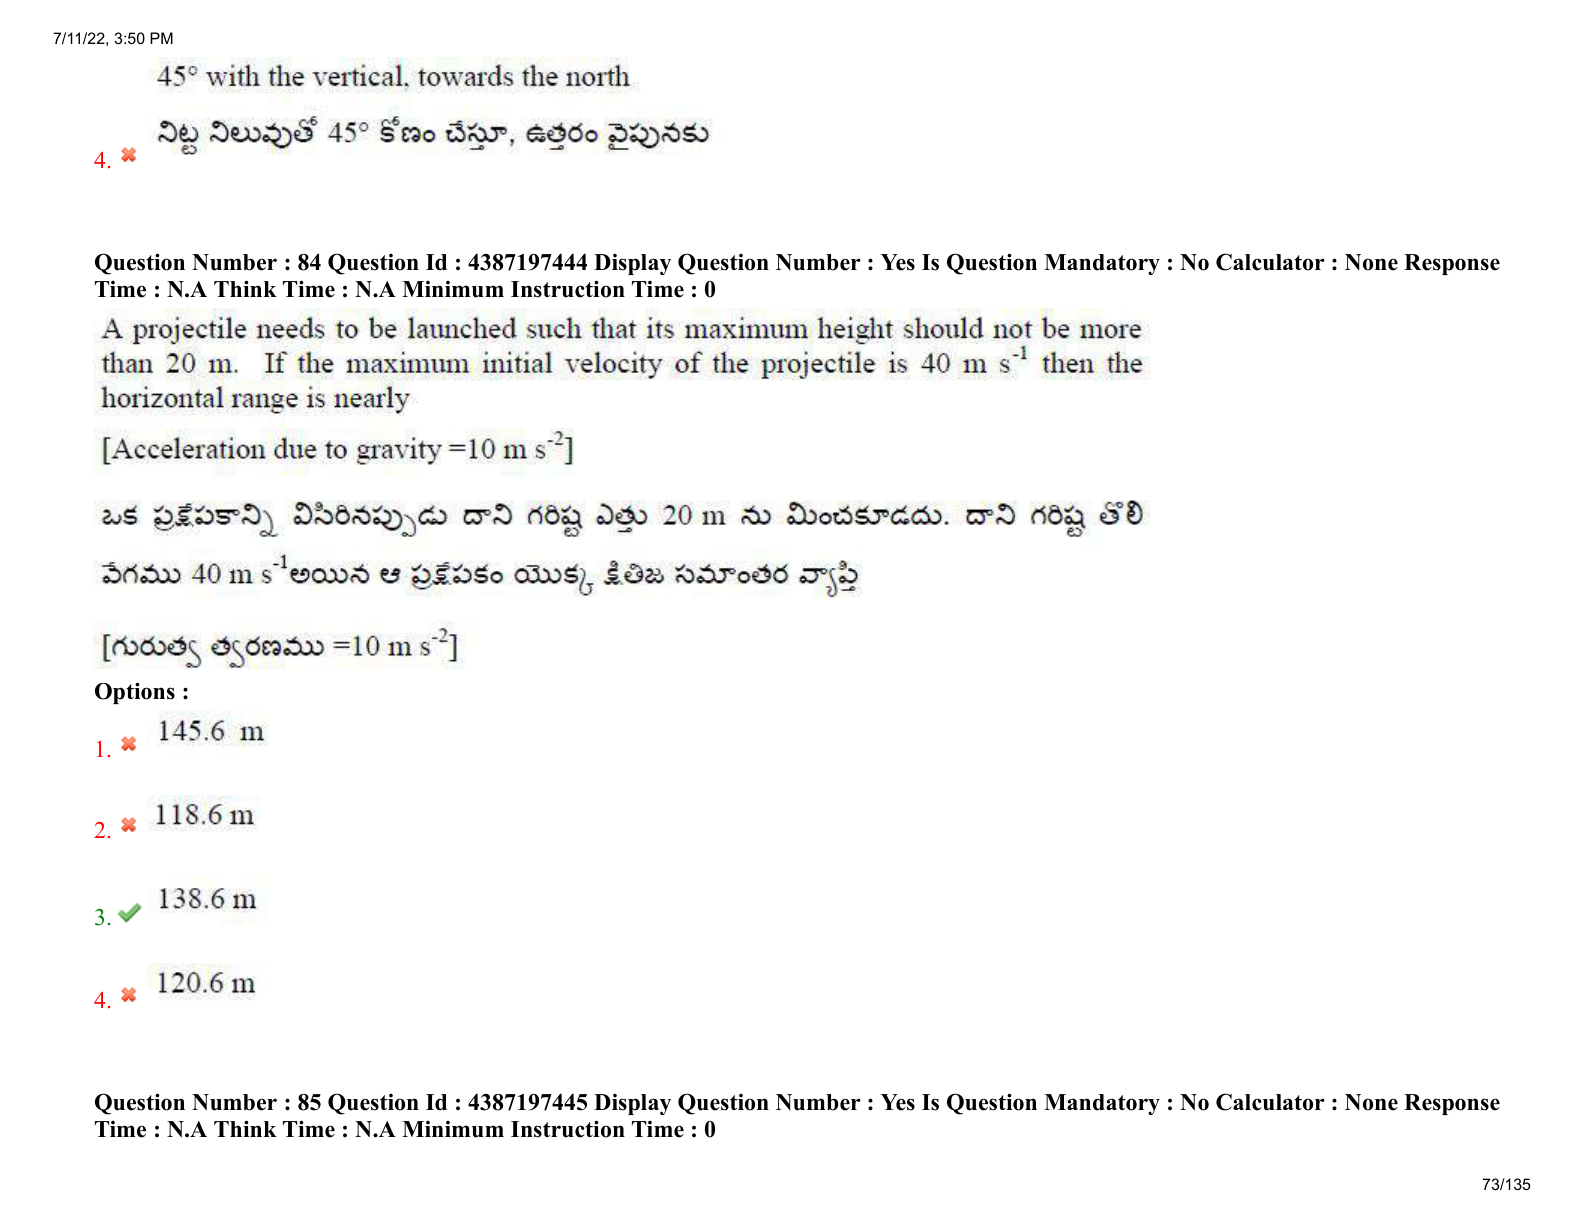 7/11/22, 3:50 PM
45° with the vertical, towards the north
నిట్ట నిలువుతో 45° కోణం చేస్తూ, ఉత్తరం వైపునకు
4.
Question Number : 84 Question Id : 4387197444 Display Question Number : Yes Is Question Mandatory : No Calculator : None Response
Time : N.A Think Time : N.A Minimum Instruction Time : 0
A projectile needs to be launched such that its maximum height should not be more
than 20 m. If the maximum initial velocity of the projectile is 40 m s⁻¹ then the
horizontal range is nearly
[Acceleration due to gravity =10 m s⁻²]
ఒక ప్రక్షేపకాన్ని విసిరినప్పుడు దాని గరిష్ట ఎత్తు 20 m ను మించకూడదు. దాని గరిష్ట తొలి
వేగము 40 m s⁻¹అయిన ఆ ప్రక్షేపకం యొక్క క్షితిజ సమాంతర వ్యాప్తి
[గురుత్వ త్వరణము =10 m s⁻²]
Options :
145.6 m
1.
118.6 m
2.
138.6 m
3.
120.6 m
4.
Question Number : 85 Question Id : 4387197445 Display Question Number : Yes Is Question Mandatory : No Calculator : None Response
Time : N.A Think Time : N.A Minimum Instruction Time : 0
73/135